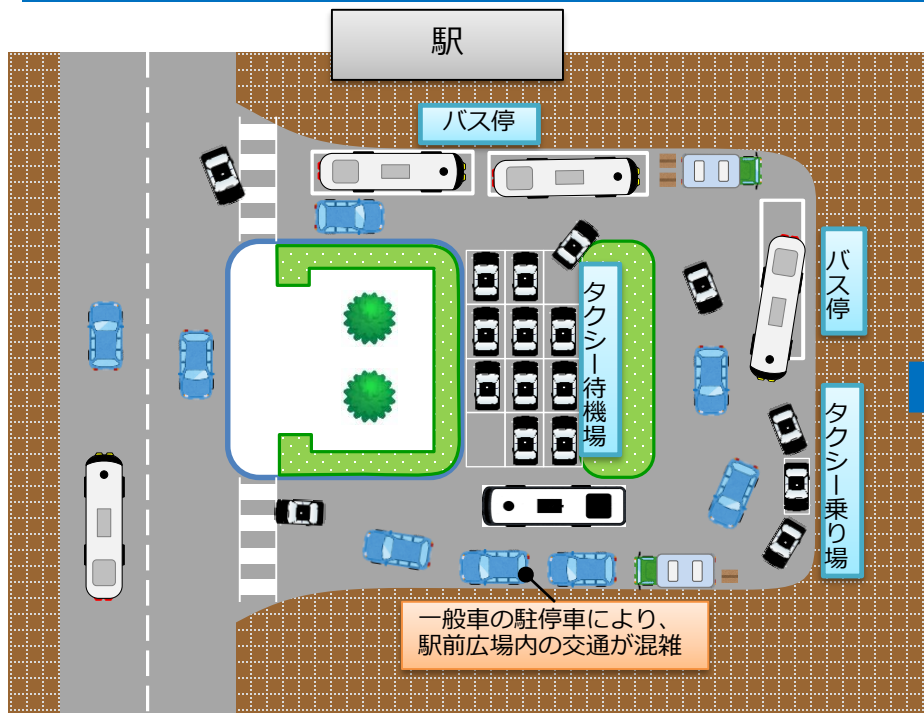 駅
バス停
バス停
タクシー待機場
タクシー乗り場
一般車の駐停車により、
駅前広場内の交通が混雑